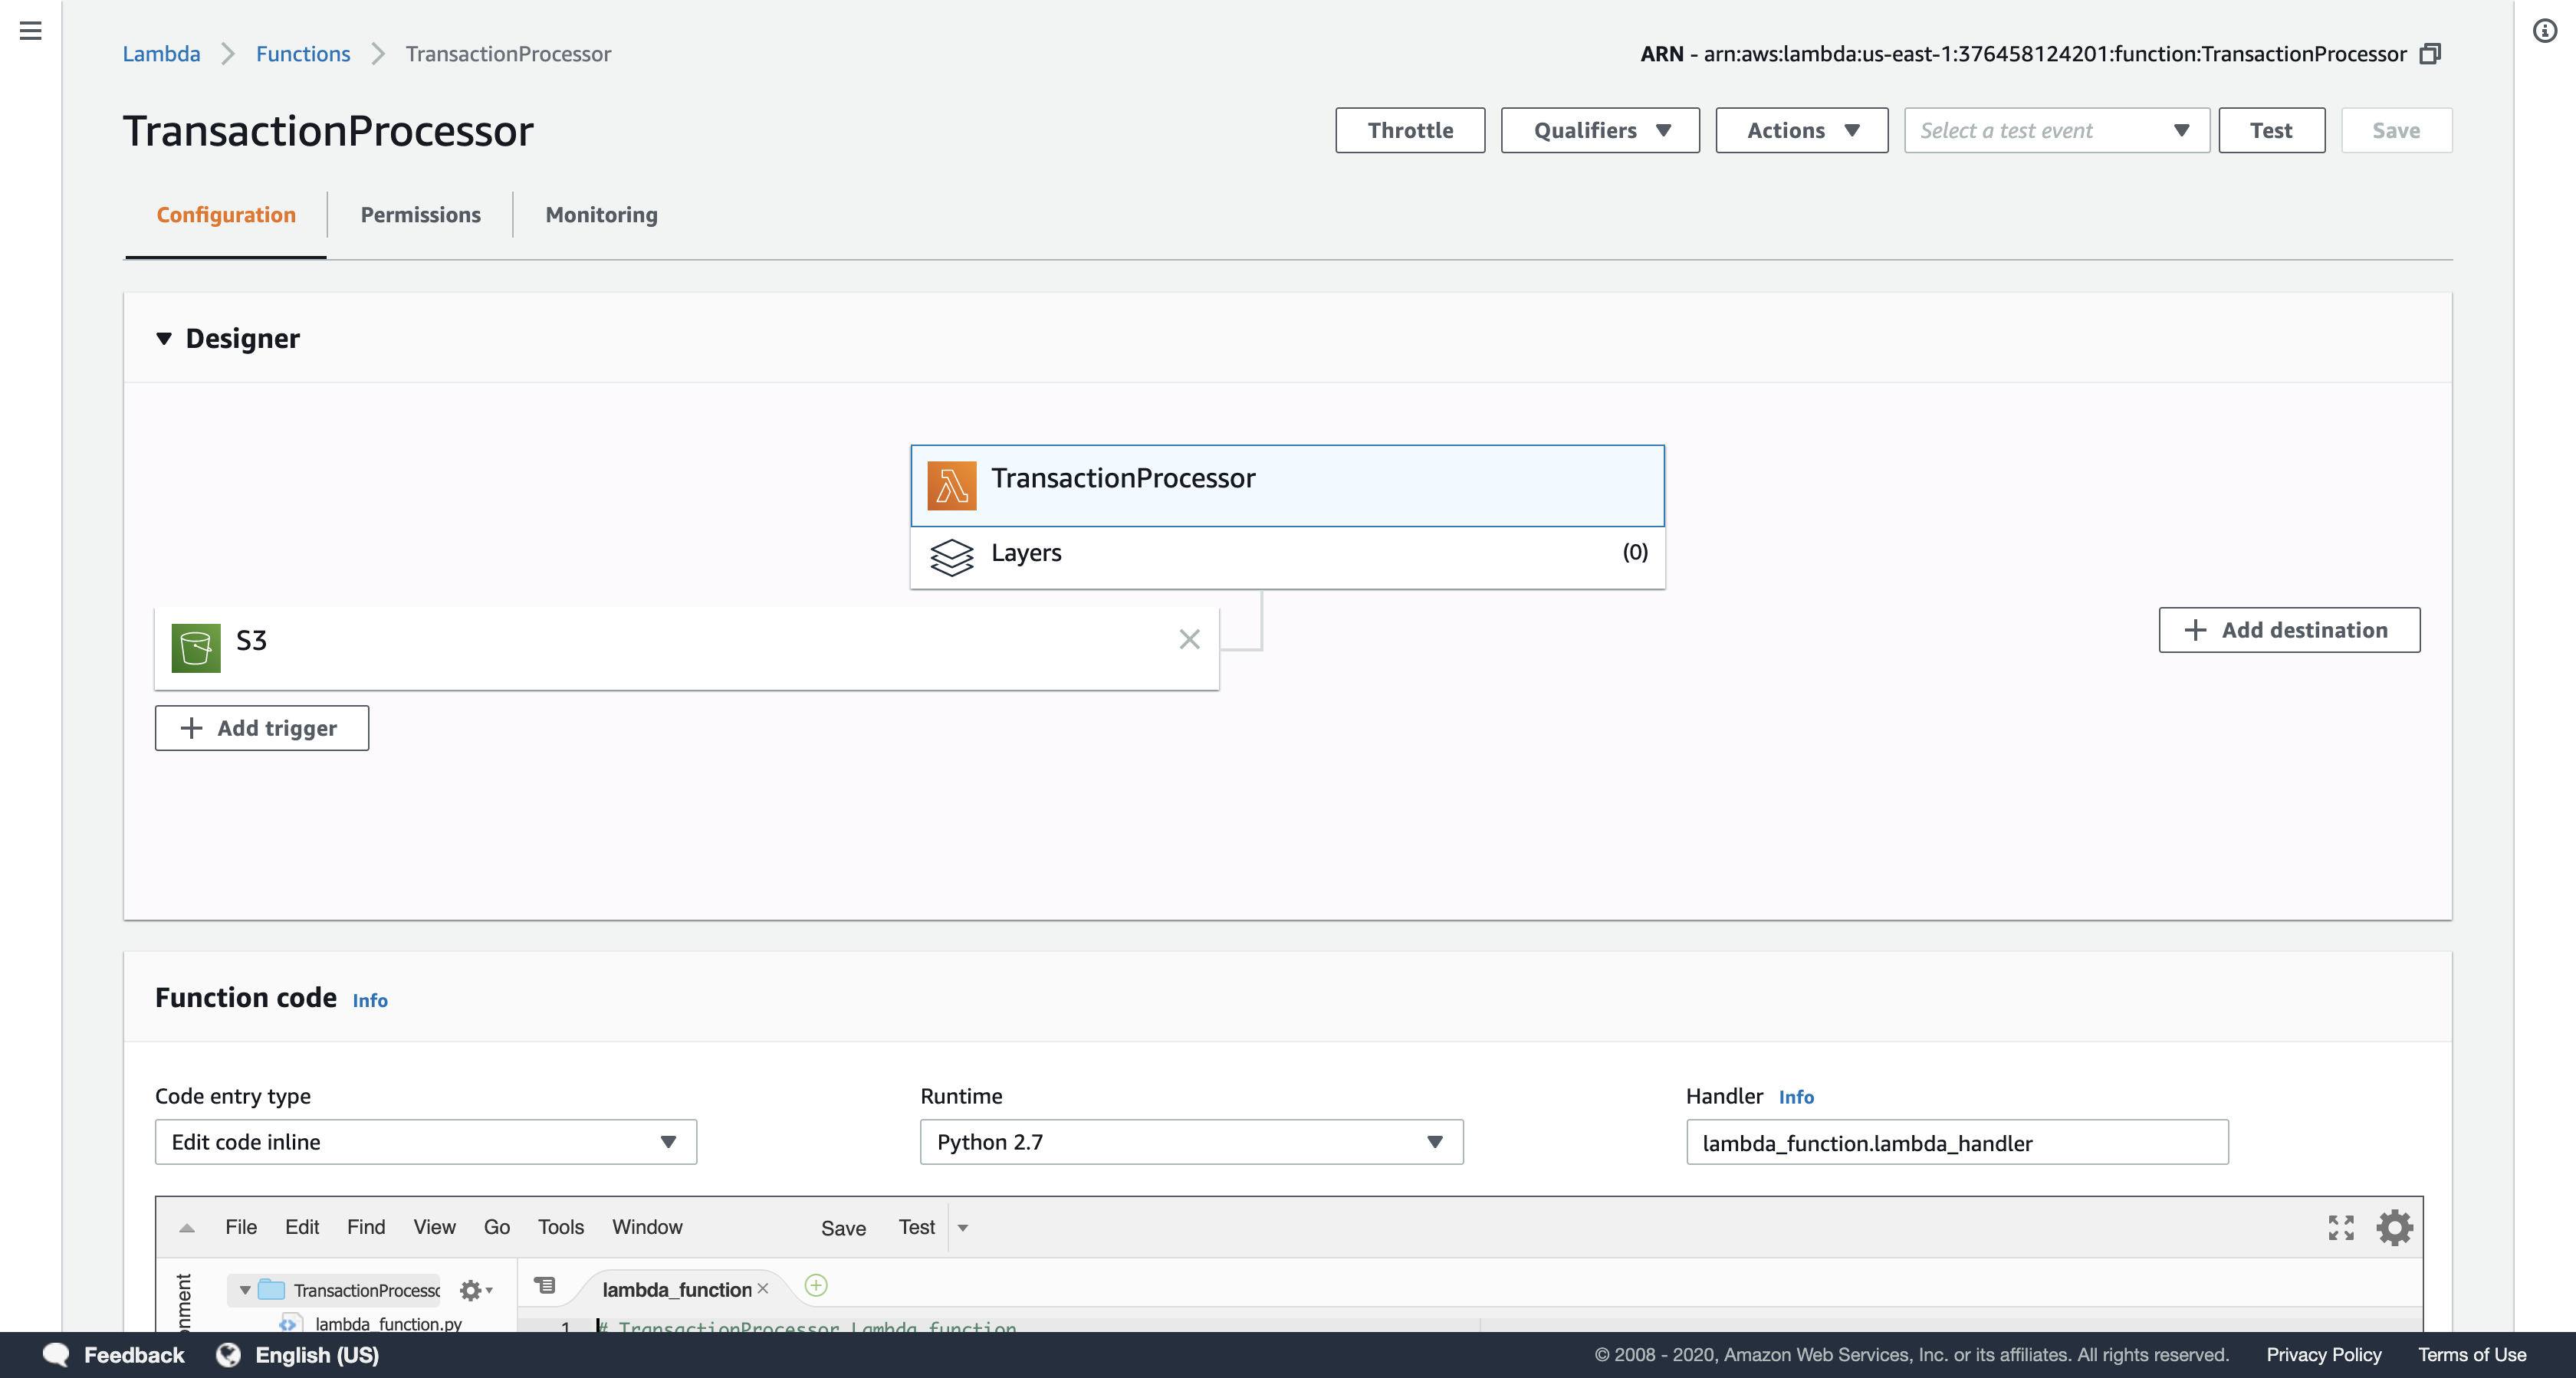 Lambda Functions TransactionProcessor
ARN - arn:aws:lambda:us-east-1:376458124201:function:TransactionProcessor
TransactionProcessor
Throttle Qualifiers Actions Select a test event Test Save
Configuration Permissions Monitoring
Designer
TransactionProcessor
Layers (0)
S3
Add destination
Add trigger
Function code Info
Code entry type
Edit code inline
Runtime
Python 2.7
Handler Info
lambda_function.lambda_handler
File Edit Find View Go Tools Window Save Test
TransactionProcessc
lambda_function
lambda_function.py
1 # TransactionProcessor Lambda function
Feedback English (US)
© 2008 - 2020, Amazon Web Services, Inc. or its affiliates. All rights reserved. Privacy Policy Terms of Use